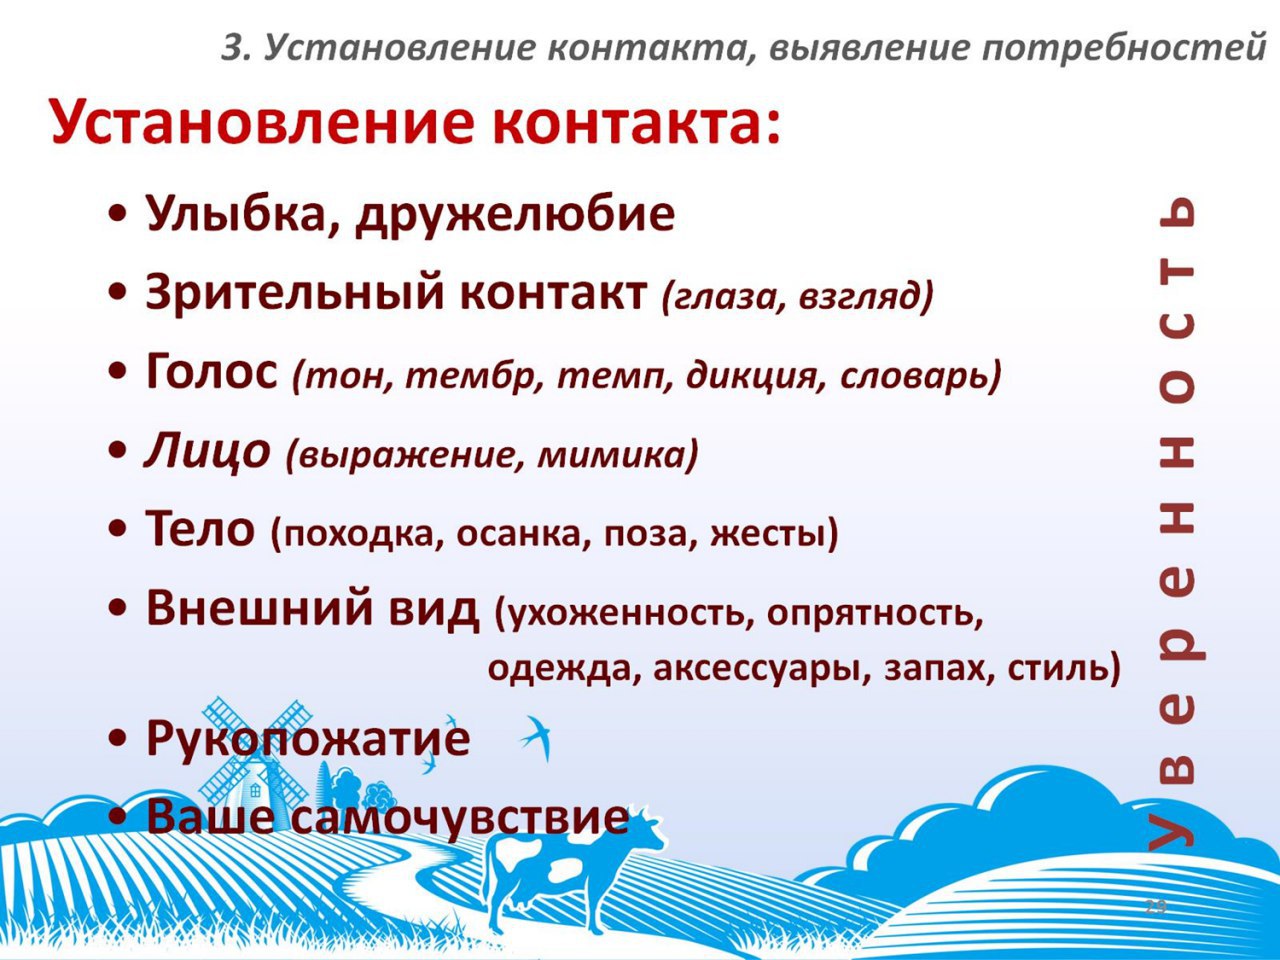 3. Установление контакта, выявление потребностей
Установление контакта:
• Улыбка, дружелюбие
• Зрительный контакт (глаза, взгляд)
• Голос (тон, тембр, темп, дикция, словарь)
• Лицо (выражение, мимика)
• Тело (походка, осанка, поза, жесты)
• Внешний вид (ухоженность, опрятность,
одежда, аксессуары, запах, стиль)
• Рукопожатие
• Ваше самочувствие
Уверенность
29